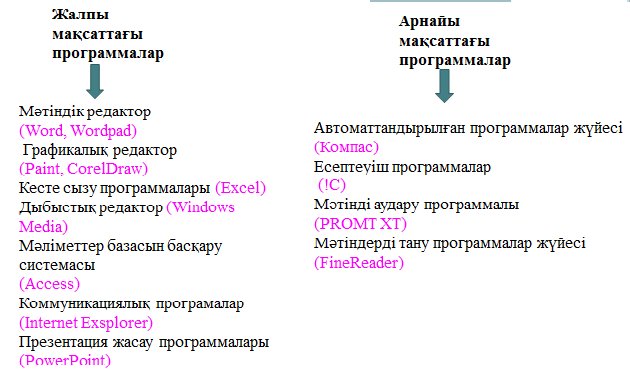 Жалпы
мақсаттағы
программалар
Мәтіндік редактор
(Word, Wordpad)
Графикалық редактор
(Paint, CorelDraw)
Кесте сызу программалары (Excel)
Дыбыстық редактор (Windows
Media)
Мәліметтер базасын басқару
системасы
(Access)
Коммуникациялық програмалар
(Internet Exsplorer)
Презентация жасау программалары
(PowerPoint)
Арнайы
мақсаттағы
программалар
Автоматтандырылған программалар жүйесі
(Компас)
Есептеуіш программалар
(!С)
Мәтінді аудару программалы
(PROMT XT)
Мәтіндерді тану программалар жүйесі
(FineReader)